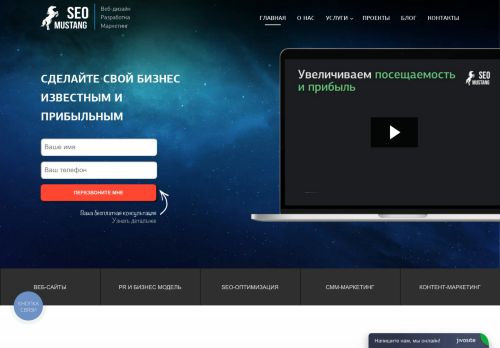 SEO
MUSTANG
Веб-дизайн
Разработка
Маркетинг
ГЛАВНАЯ О НАС УСЛУГИ ПРОЕКТЫ БЛОГ КОНТАКТЫ
СДЕЛАЙТЕ СВОЙ БИЗНЕС
ИЗВЕСТНЫМ И
ПРИБЫЛЬНЫМ
Ваше имя
Ваш телефон
ПЕРЕЗВОНИТЕ МНЕ
Ваша бесплатная консультация
Узнать детальнее
Увеличиваем посещаемость
и прибыль
SEO
MUSTANG
ВЕБ-САЙТЫ PR И БИЗНЕС МОДЕЛЬ SEO-ОПТИМИЗАЦИЯ СММ-МАРКЕТИНГ КОНТЕНТ-МАРКЕТИНГ
КНОПКА
СВЯЗИ
Напишите нам, мы онлайн! jivosite